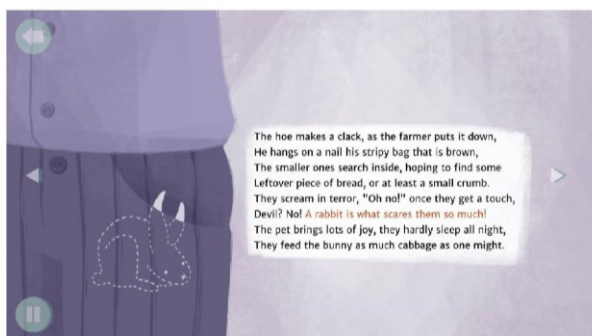 The hoe makes a clack, as the farmer puts it down,
He hangs on a nail his stripy bag that is brown,
The smaller ones search inside, hoping to find some
Leftover piece of bread, or at least a small crumb.
They scream in terror, "Oh no!" once they get a touch,
Devil? No! A rabbit is what scares them so much!
The pet brings lots of joy, they hardly sleep all night,
They feed the bunny as much cabbage as one might.